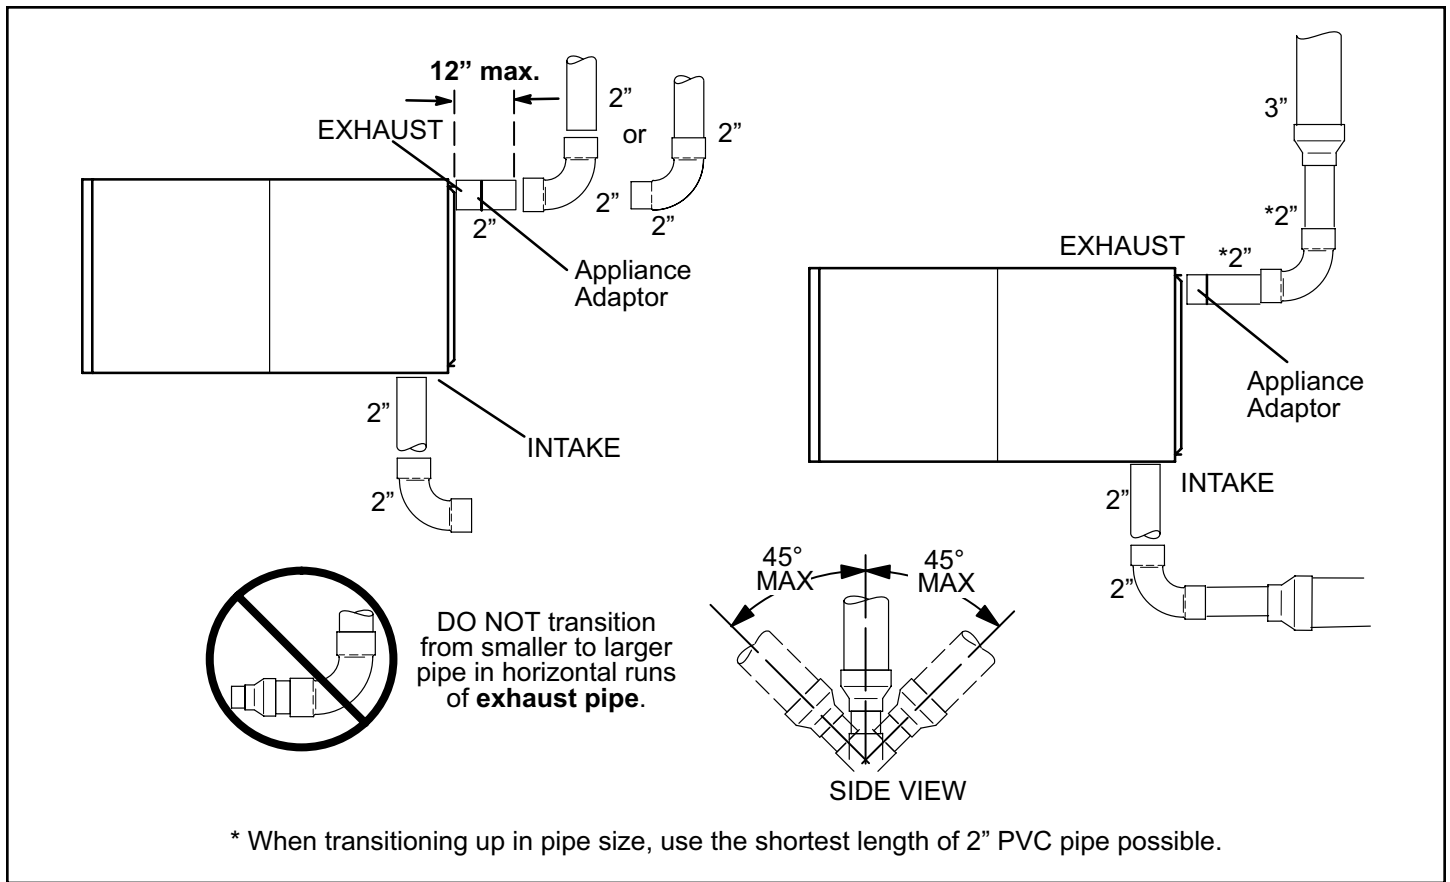 12” max.
EXHAUST
2”
or
2”
2”
2”
2”
Appliance
Adaptor
2”
INTAKE
2”
3”
*2”
EXHAUST
*2”
Appliance
Adaptor
2”
INTAKE
2”
DO NOT transition
from smaller to larger
pipe in horizontal runs
of exhaust pipe.
45°
MAX
45°
MAX
SIDE VIEW
* When transitioning up in pipe size, use the shortest length of 2” PVC pipe possible.